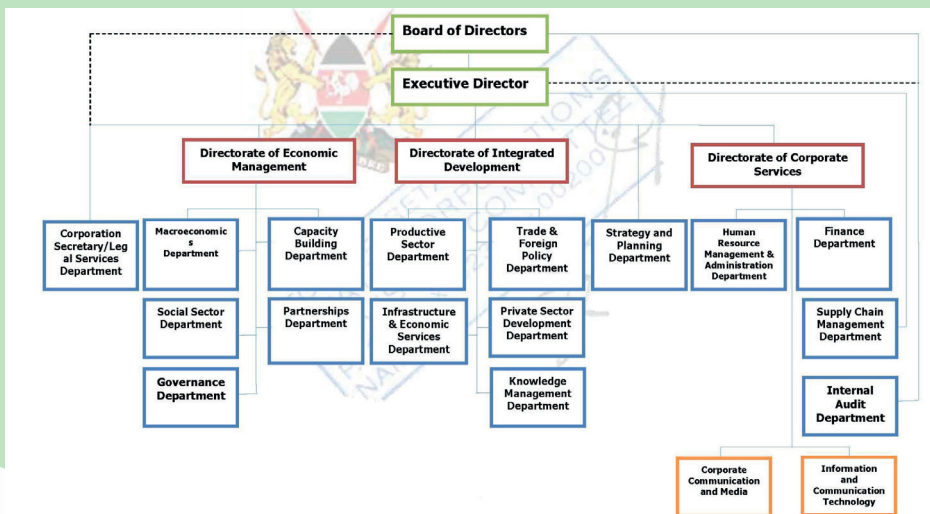 Board of Directors
Executive Director
Directorate of Economic
Management
Directorate of Integrated
Development
Directorate of Corporate
Services
Corporation
Secretary/Leg
al Services
Department
Macroeconomic
s
Department
Capacity
Building
Department
Productive
Sector
Department
Trade &
Foreign
Policy
Department
Strategy and
Planning
Department
Human
Resource
Management &
Administration
Department
Finance
Department
Social Sector
Department
Partnerships
Department
Infrastructure
& Economic
Services
Department
Private Sector
Development
Department
Supply Chain
Management
Department
Governance
Department
Knowledge
Management
Department
Internal
Audit
Department
Corporate
Communication
and Media
Information
and
Communication
Technology